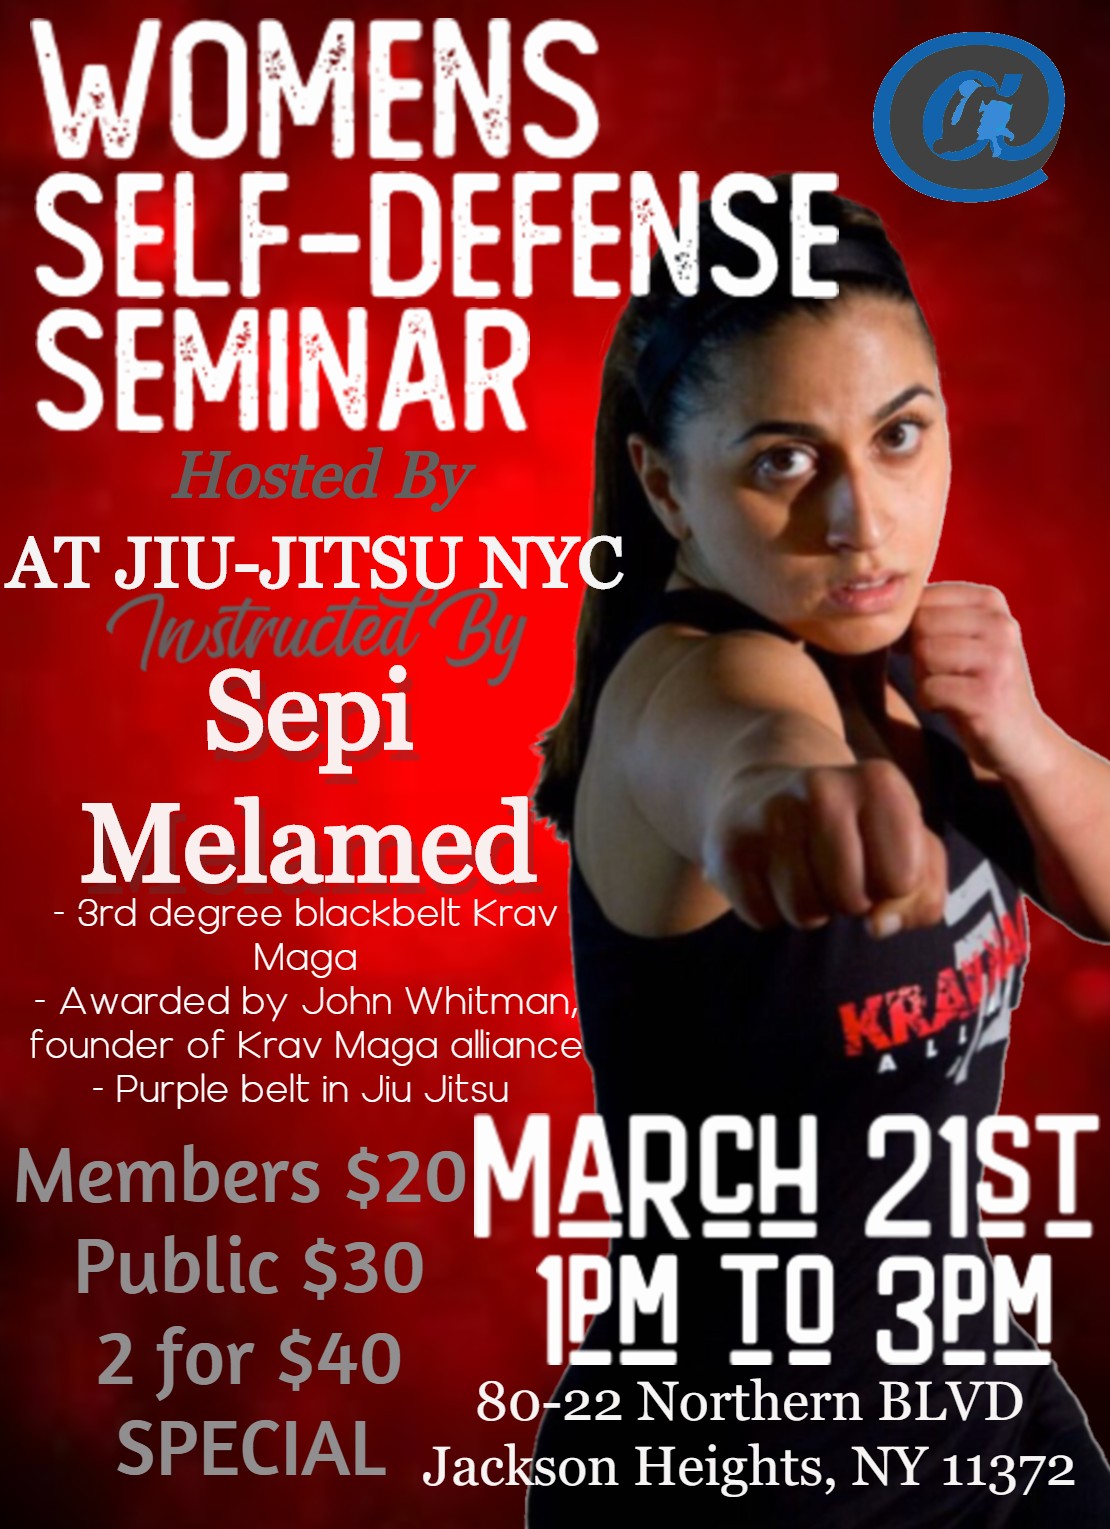 WOMENS
SELF-DEFENSE
SEMINAR
Hosted By
AT JIU-JITSU NYC
Instructed By
Sepi
Melamed
- 3rd degree blackbelt Krav
Maga
- Awarded by John Whitman,
founder of Krav Maga alliance
- Purple belt in Jiu Jitsu
KRAV
ALL
Members $20
Public $30
2 for $40
SPECIAL
MARCH 21ST
1PM TO 3PM
80-22 Northern BLVD
Jackson Heights, NY 11372